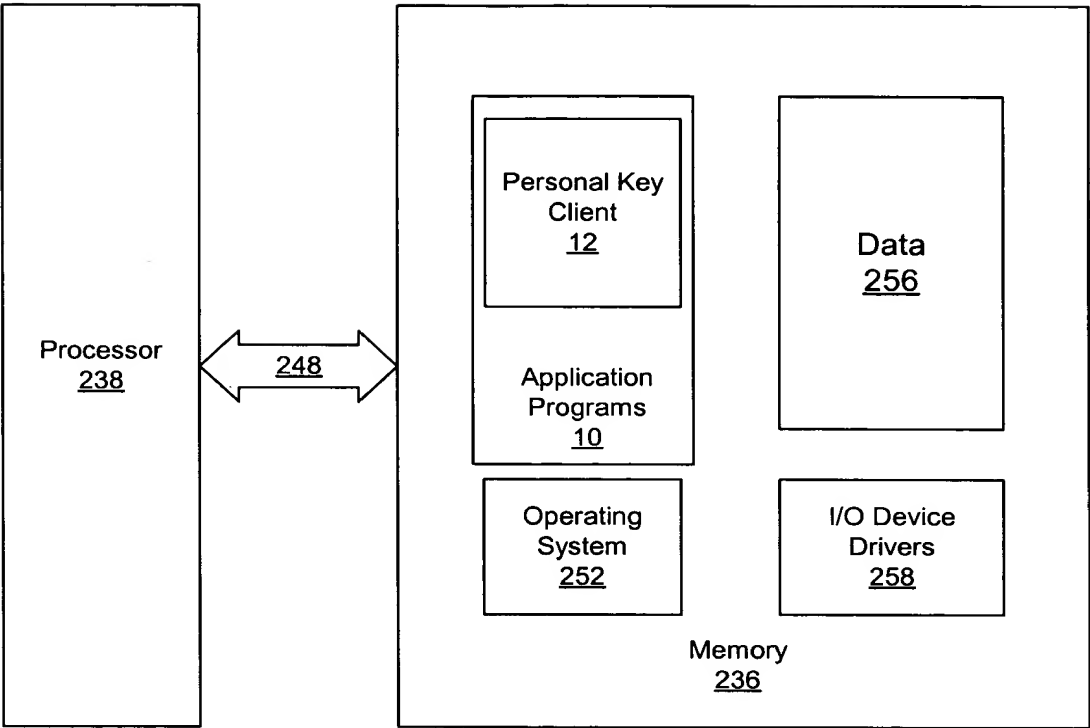 Processor
238
248
Personal Key
Client
12
Application
Programs
10
Data
256
Operating
System
252
I/O Device
Drivers
258
Memory
236